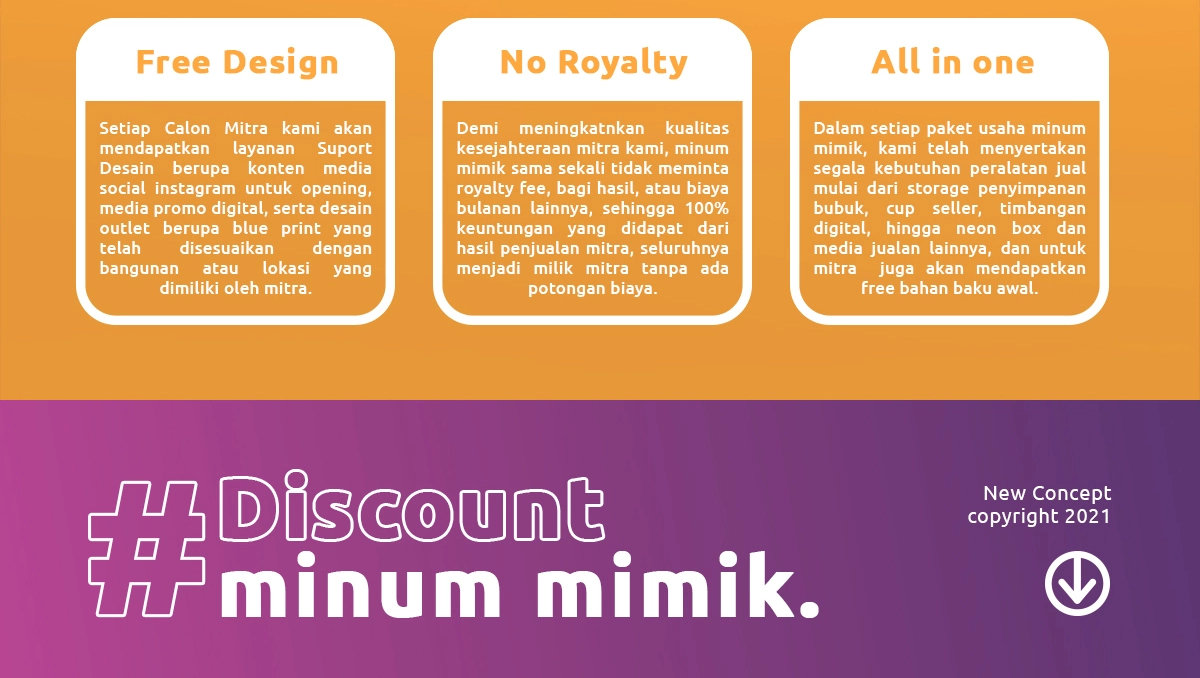 Free Design
Setiap Calon Mitra kami akan
mendapatkan layanan Suport
Desain berupa konten media
social instagram untuk opening,
media promo digital, serta desain
outlet berupa blue print yang
telah disesuaikan dengan
bangunan atau lokasi yang
dimiliki oleh mitra.
No Royalty
Demi meningkatnkan kualitas
kesejahteraan mitra kami, minum
mimik sama sekali tidak meminta
royalty fee, bagi hasil, atau biaya
bulanan lainnya, sehingga 100%
keuntungan yang didapat dari
hasil penjualan mitra, seluruhnya
menjadi milik mitra tanpa ada
potongan biaya.
All in one
Dalam setiap paket usaha minum
mimik, kami telah menyertakan
segala kebutuhan peralatan jual
mulai dari storage penyimpanan
bubuk, cup seller, timbangan
digital, hingga neon box dan
media jualan lainnya, dan untuk
mitra juga akan mendapatkan
free bahan baku awal.
#Discount
minum mimik.
New Concept
copyright 2021